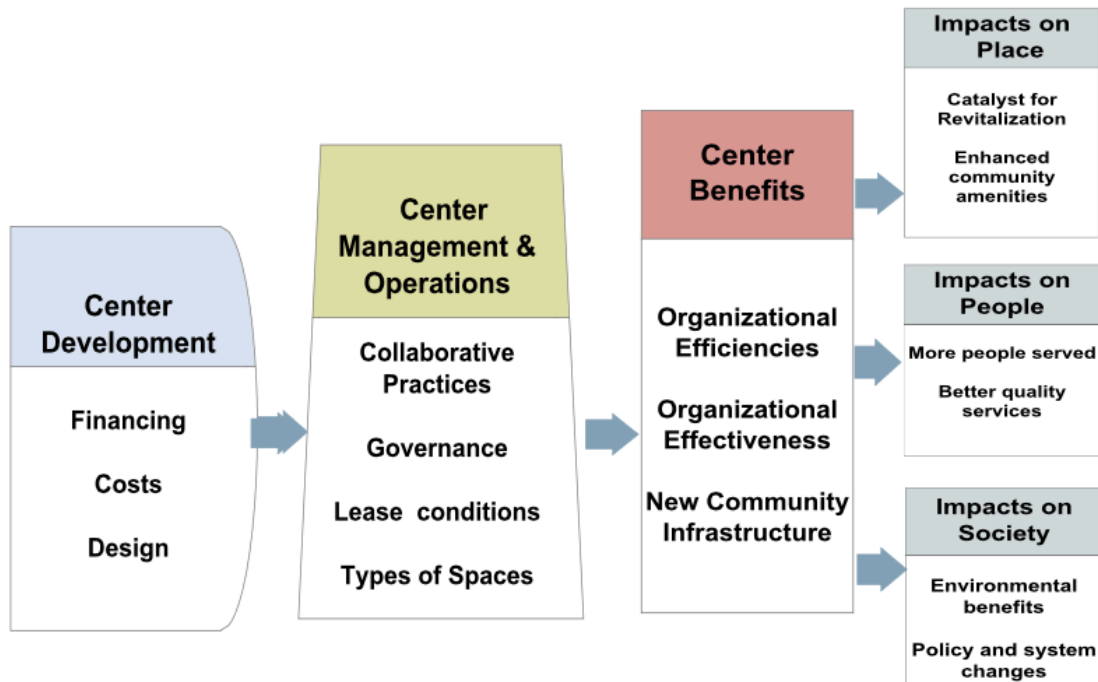 Center
Development
Financing
Costs
Design
Center
Management &
Operations
Collaborative
Practices
Governance
Lease conditions
Types of Spaces
Center
Benefits
Organizational
Efficiencies
Organizational
Effectiveness
New Community
Infrastructure
Impacts on
Place
Catalyst for
Revitalization
Enhanced
community
amenities
Impacts on
People
More people served
Better quality
services
Impacts on
Society
Environmental
benefits
Policy and system
changes